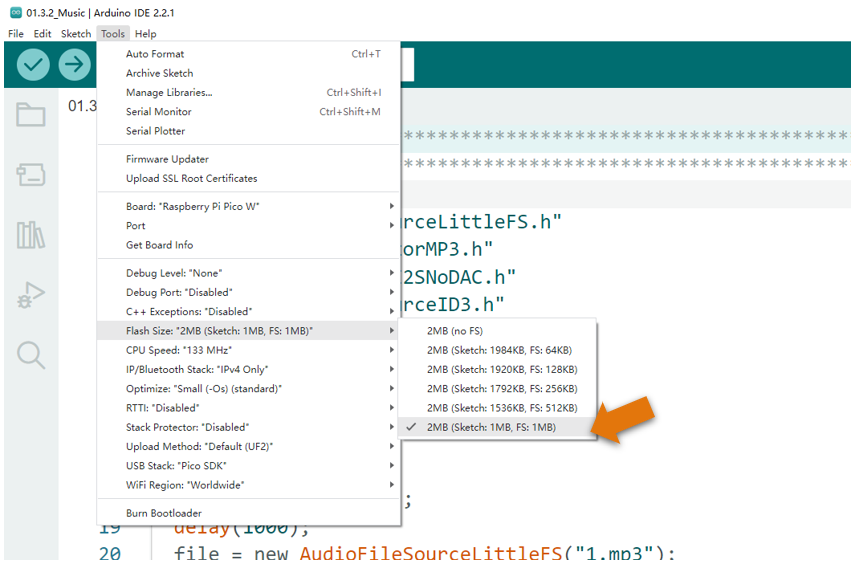 01.3.2_Music | Arduino IDE 2.2.1
File Edit Sketch Tools Help
Auto Format Ctrl+T
Archive Sketch
Manage Libraries... Ctrl+Shift+I
Serial Monitor Ctrl+Shift+M
Serial Plotter
Firmware Updater
Upload SSL Root Certificates
Board: "Raspberry Pi Pico W"
Port
Get Board Info
Debug Level: "None"
Debug Port: "Disabled"
C++ Exceptions: "Disabled"
Flash Size: "2MB (Sketch: 1MB, FS: 1MB)"
CPU Speed: "133 MHz"
IP/Bluetooth Stack: "IPv4 Only"
Optimize: "Small (-Os) (standard)"
RTTI: "Disabled"
Stack Protector: "Disabled"
Upload Method: "Default (UF2)"
USB Stack: "Pico SDK"
WiFi Region: "Worldwide"
Burn Bootloader
2MB (no FS)
2MB (Sketch: 1984KB, FS: 64KB)
2MB (Sketch: 1920KB, FS: 128KB)
2MB (Sketch: 1792KB, FS: 256KB)
2MB (Sketch: 1536KB, FS: 512KB)
2MB (Sketch: 1MB, FS: 1MB)
01.3
***************************************
***************************************
rceLittleFS.h"
orMP3.h"
2SNoDAC.h"
rceID3.h"
;
19 delay(1000);
20 file = new AudioFileSourceLittleFS("1.mp3");